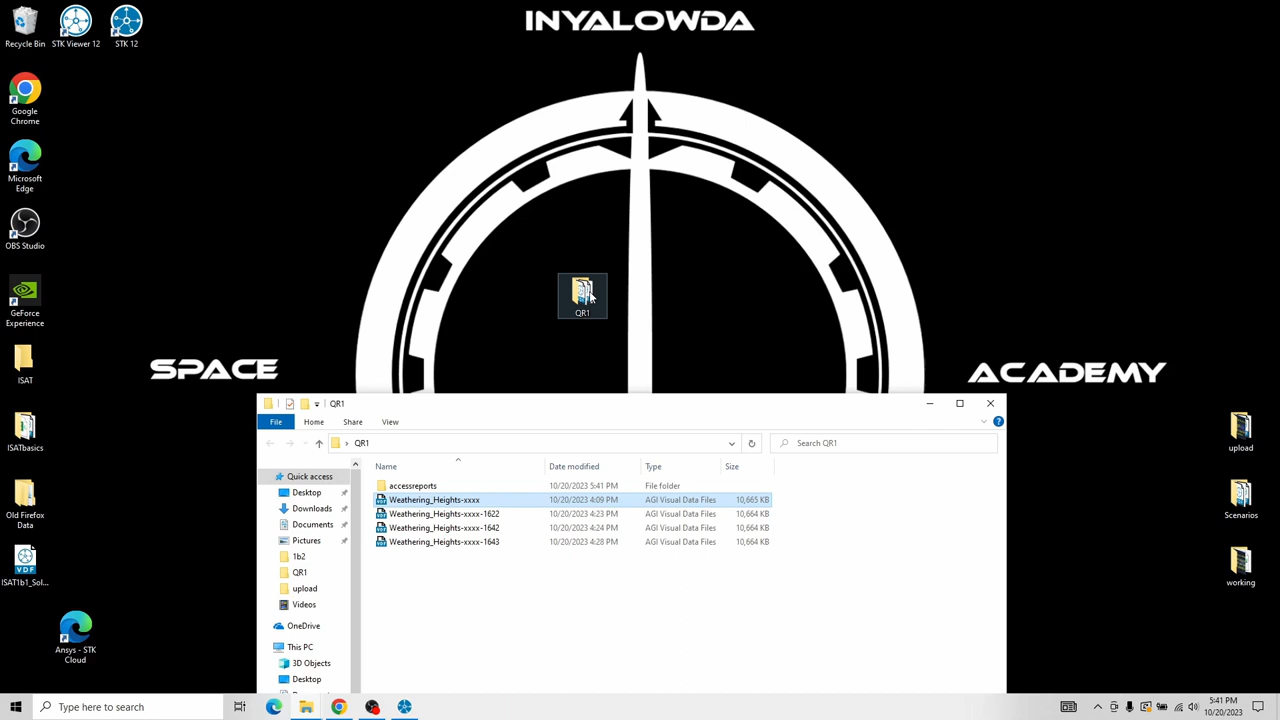 INYALOWDA
SPACE
ACADEMY
Recycle Bin
STK Viewer 12
STK 12
Google
Chrome
Microsoft
Edge
OBS Studio
GeForce
Experience
ISAT
ISATbasics
Old Firefox
Data
VDF
ISAT1b1_Sol...
Ansys - STK
Cloud
QR1
upload
Scenarios
working
QR1
File
Home
Share
View
QR1
Search QR1
Name
Date modified
Type
Size
accessreports
10/20/2023 5:41 PM
File folder
Weathering_Heights-xxxx
10/20/2023 4:09 PM
AGI Visual Data Files
10,665 KB
Weathering_Heights-xxxx-1622
10/20/2023 4:23 PM
AGI Visual Data Files
10,664 KB
Weathering_Heights-xxxx-1642
10/20/2023 4:24 PM
AGI Visual Data Files
10,664 KB
Weathering_Heights-xxxx-1643
10/20/2023 4:28 PM
AGI Visual Data Files
10,664 KB
Quick access
Desktop
Downloads
Documents
Pictures
1b2
QR1
upload
Videos
OneDrive
This PC
3D Objects
Desktop
Type here to search
5:41 PM
10/20/2023